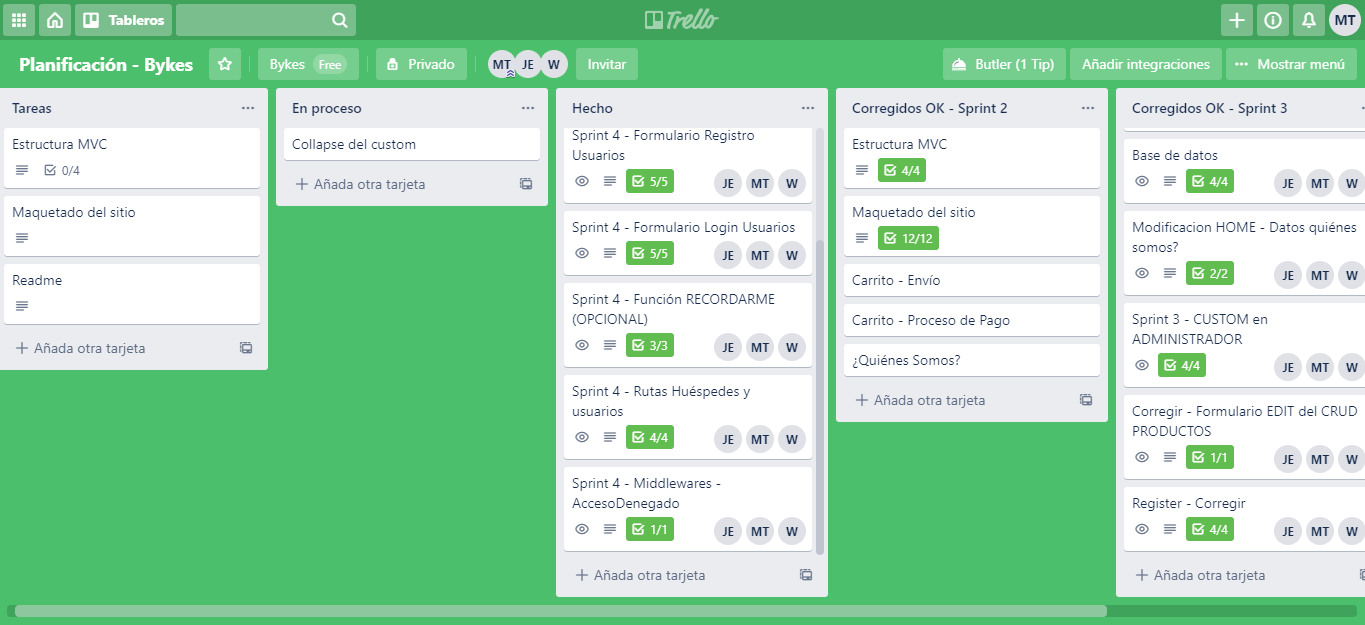 Tableros
Trello
MT
Planificación - Bykes
Bykes Free
Privado
MT JE W
Invitar
Butler (1 Tip)
Añadir integraciones
Mostrar menú
Tareas
Estructura MVC
0/4
Maquetado del sitio
Readme
Añada otra tarjeta
En proceso
Collapse del custom
Añada otra tarjeta
Hecho
Sprint 4 - Formulario Registro
Usuarios
5/5 JE MT W
Sprint 4 - Formulario Login Usuarios
5/5 JE MT W
Sprint 4 - Función RECORDARME
(OPCIONAL)
3/3 JE MT W
Sprint 4 - Rutas Huéspedes y
usuarios
4/4 JE MT W
Sprint 4 - Middlewares -
AccesoDenegado
1/1 JE MT W
Añada otra tarjeta
Corregidos OK - Sprint 2
Estructura MVC
4/4
Maquetado del sitio
12/12
Carrito - Envío
Carrito - Proceso de Pago
¿Quiénes Somos?
Añada otra tarjeta
Corregidos OK - Sprint 3
Base de datos
4/4 JE MT W
Modificacion HOME - Datos quiénes
somos?
2/2 JE MT W
Sprint 3 - CUSTOM en
ADMINISTRADOR
4/4 JE MT W
Corregir - Formulario EDIT del CRUD
PRODUCTOS
1/1 JE MT W
Register - Corregir
4/4 JE MT W
Añada otra tarjeta